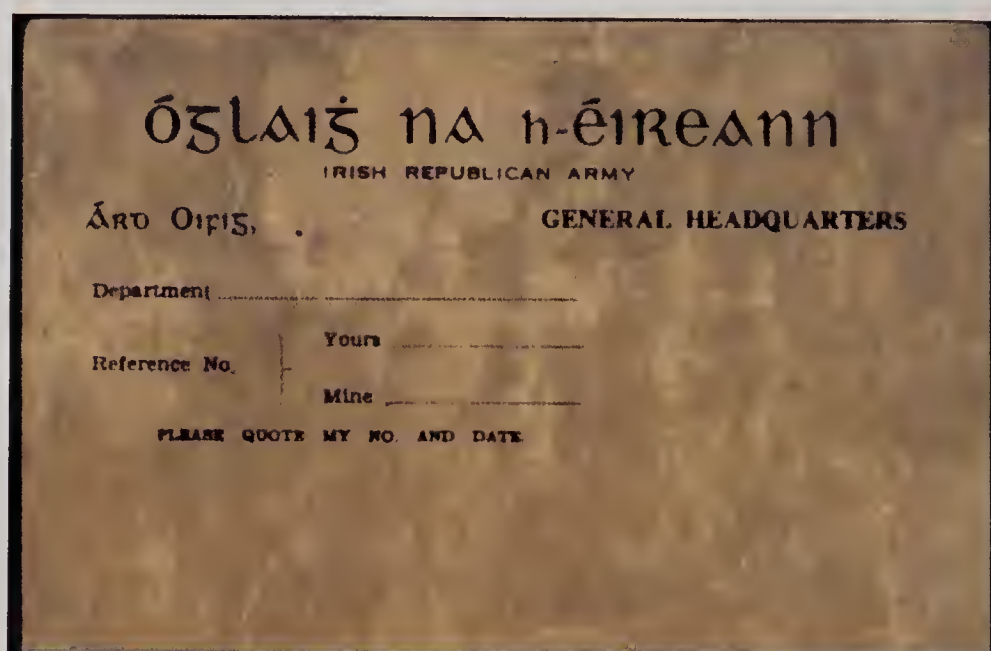 Óglaiġ na h-Éireann
IRISH REPUBLICAN ARMY
Árd Oifig, GENERAL HEADQUARTERS
Department
Yours
Reference No.
Mine
PLEASE QUOTE MY NO. AND DATE